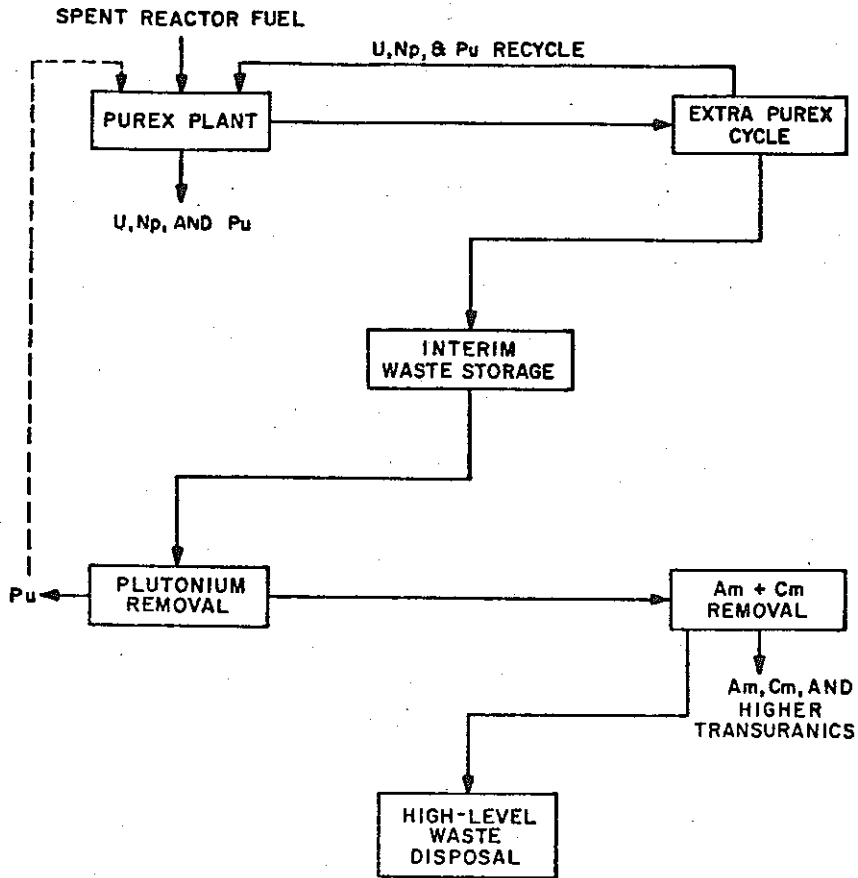 SPENT REACTOR FUEL
U,Np, & Pu RECYCLE
PUREX PLANT
EXTRA PUREX
CYCLE
U,Np, AND Pu
INTERIM
WASTE STORAGE
Pu
PLUTONIUM
REMOVAL
Am + Cm
REMOVAL
Am, Cm, AND
HIGHER
TRANSURANICS
HIGH-LEVEL
WASTE
DISPOSAL